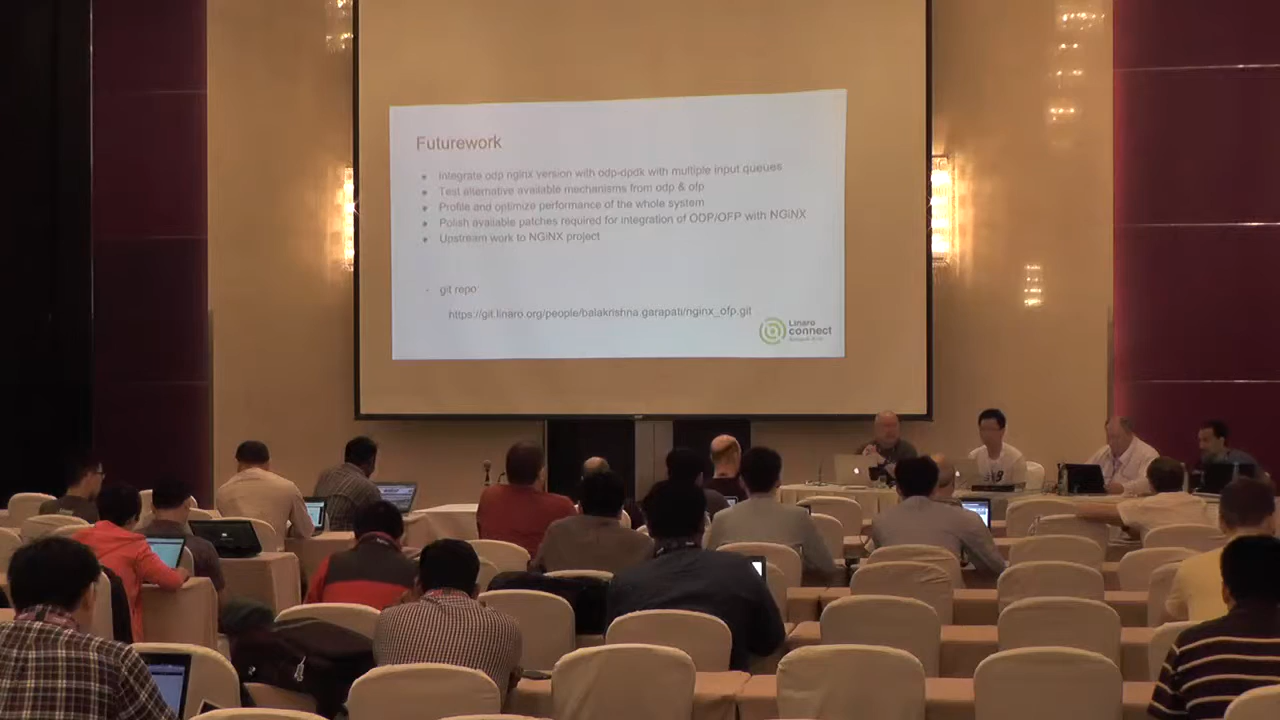 Futurework
● Integrate odp nginx version with odp-dpdk with multiple input queues
● Test alternative available mechanisms from odp & ofp
● Profile and optimize performance of the whole system
● Polish available patches required for integration of ODP/OFP with NGiNX
● Upstream work to NGiNX project
- git repo
https://git.linaro.org/people/balakrishna.garapati/nginx_ofp.git
Linaro
connect